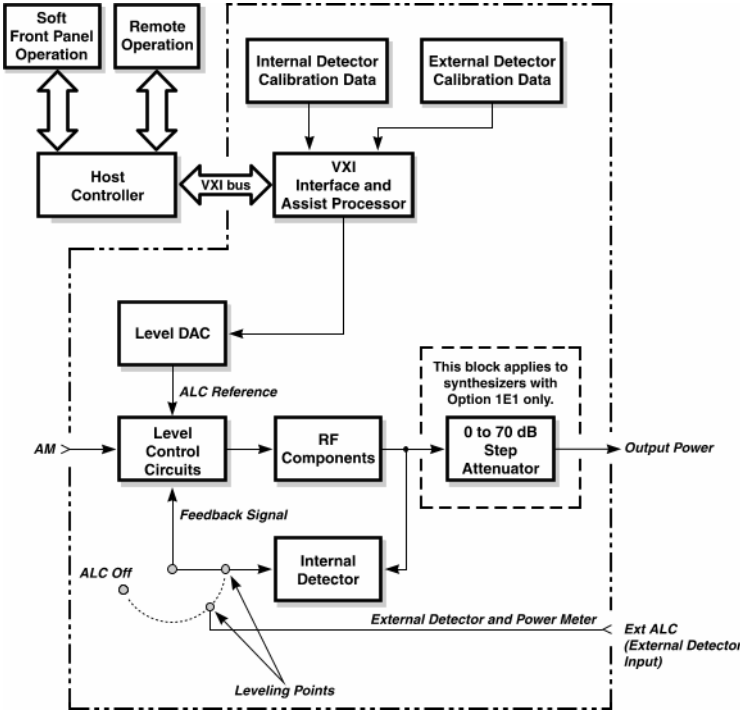 Soft
Front Panel
Operation
Remote
Operation
Internal Detector
Calibration Data
External Detector
Calibration Data
Host
Controller
VXI bus
VXI
Interface and
Assist Processor
Level DAC
ALC Reference
This block applies to
synthesizers with
Option 1E1 only.
AM
Level
Control
Circuits
RF
Components
0 to 70 dB
Step
Attenuator
Output Power
Feedback Signal
Internal
Detector
ALC Off
External Detector and Power Meter
Ext ALC
(External Detector
Input)
Leveling Points